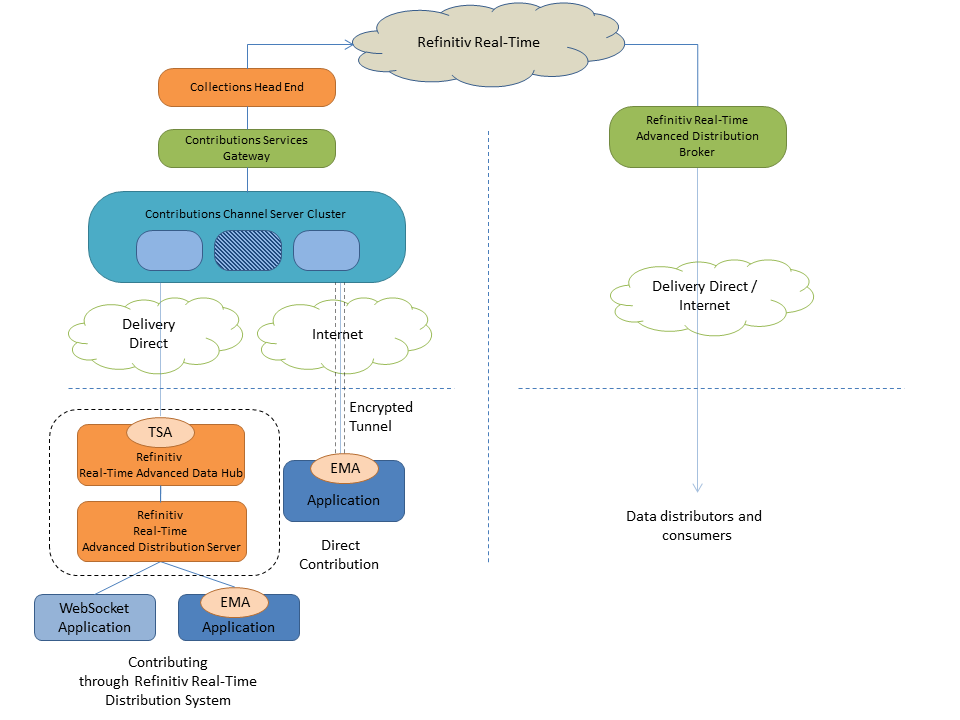 Refinitiv Real-Time
Collections Head End
Contributions Services
Gateway
Contributions Channel Server Cluster
Delivery
Direct
Internet
Encrypted
Tunnel
TSA
Refinitiv
Real-Time Advanced Data Hub
Refinitiv
Real-Time
Advanced Distribution Server
EMA
Application
Direct
Contribution
WebSocket
Application
EMA
Application
Contributing
through Refinitiv Real-Time
Distribution System
Refinitiv Real-Time
Advanced Distribution
Broker
Delivery Direct /
Internet
Data distributors and
consumers